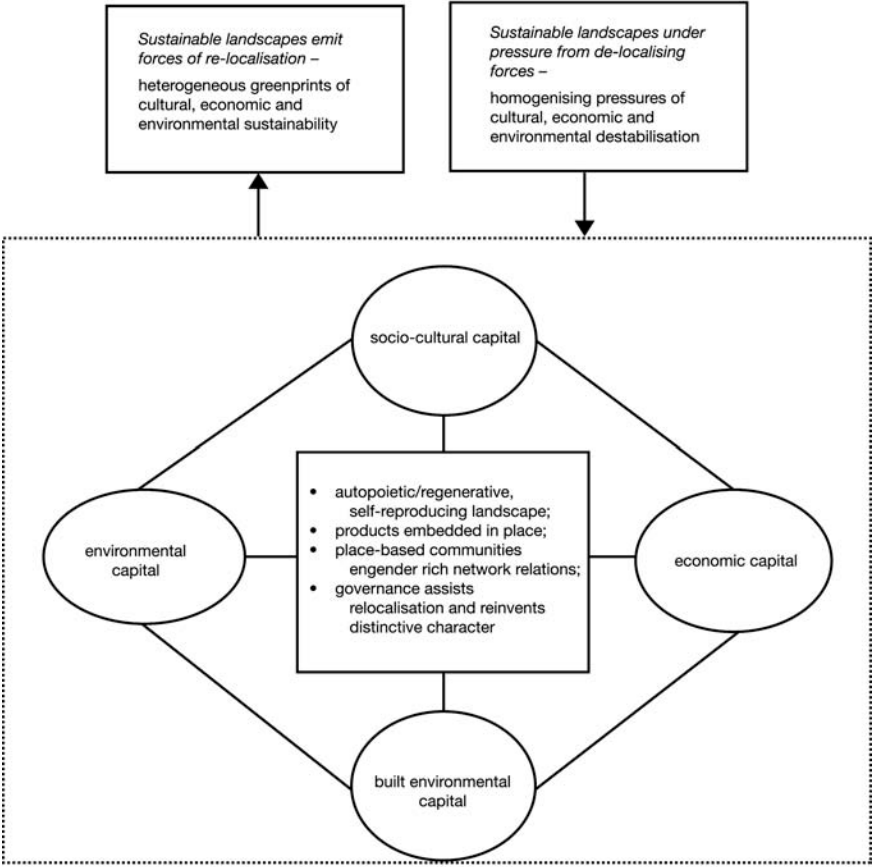 Sustainable landscapes emit
forces of re-localisation –
heterogeneous greenprints of
cultural, economic and
environmental sustainability
Sustainable landscapes under
pressure from de-localising
forces –
homogenising pressures of
cultural, economic and
environmental destabilisation
socio-cultural capital
environmental
capital
• autopoietic/regenerative,
self-reproducing landscape;
• products embedded in place;
• place-based communities
engender rich network relations;
• governance assists
relocalisation and reinvents
distinctive character
economic capital
built environmental
capital